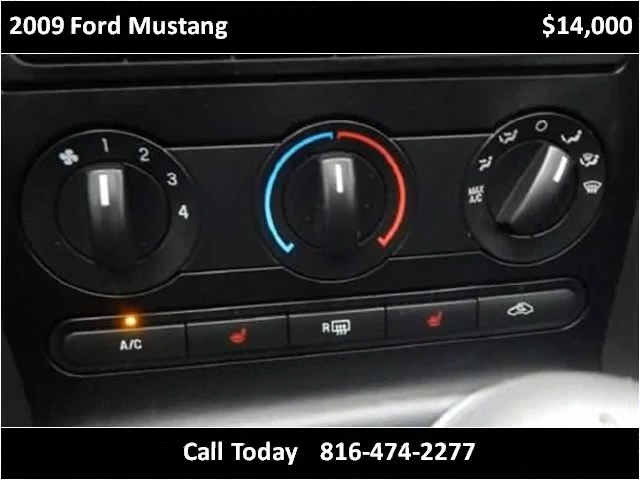 2009 Ford Mustang $14,000
1
2
3
4
MAX
A/C
A/C
R
Call Today 816-474-2277